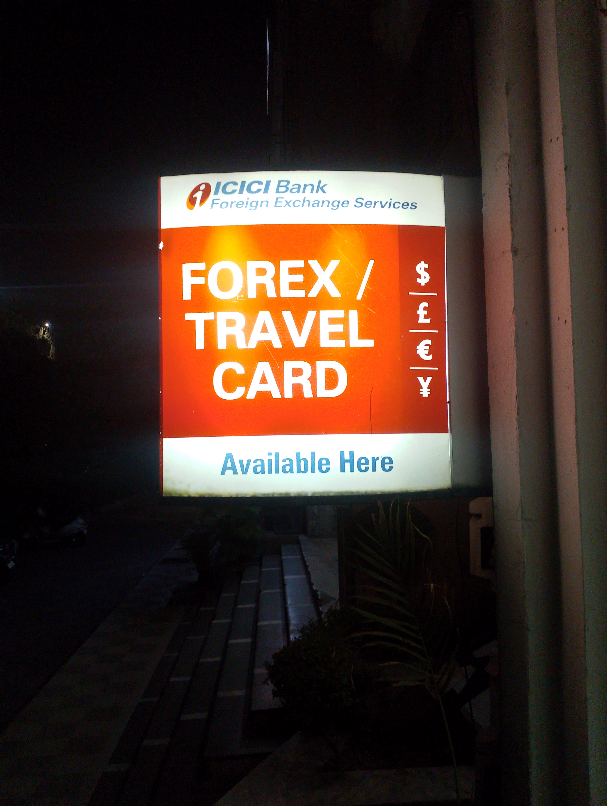 ICICI Bank
Foreign Exchange Services
FOREX /
TRAVEL
CARD
$
£
€
¥
Available Here